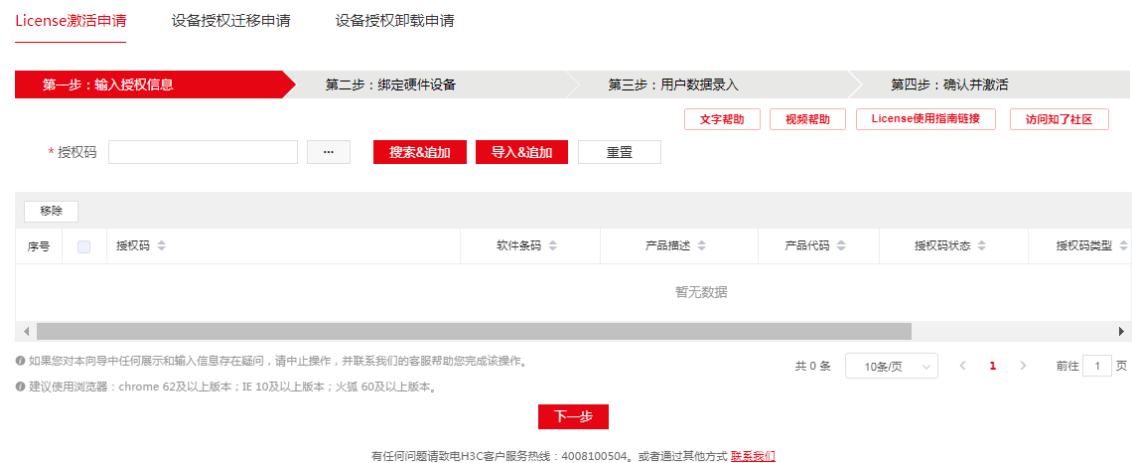 License激活申请 设备授权迁移申请 设备授权卸载申请
第一步：输入授权信息 第二步：绑定硬件设备 第三步：用户数据录入 第四步：确认并激活
文字帮助 视频帮助 License使用指南链接 访问知了社区
* 授权码 ... 搜索&追加 导入&追加 重置
移除
序号 授权码 软件条码 产品描述 产品代码 授权码状态 授权码类型
暂无数据
如果您对本向导中任何展示和输入信息存在疑问，请中止操作，并联系我们的客服帮助您完成该操作。
共 0 条 10条/页 1 前往 1 页
建议使用浏览器：chrome 62及以上版本；IE 10及以上版本；火狐 60及以上版本。
下一步
有任何问题请致电H3C客户服务热线：4008100504。或者通过其他方式 联系我们